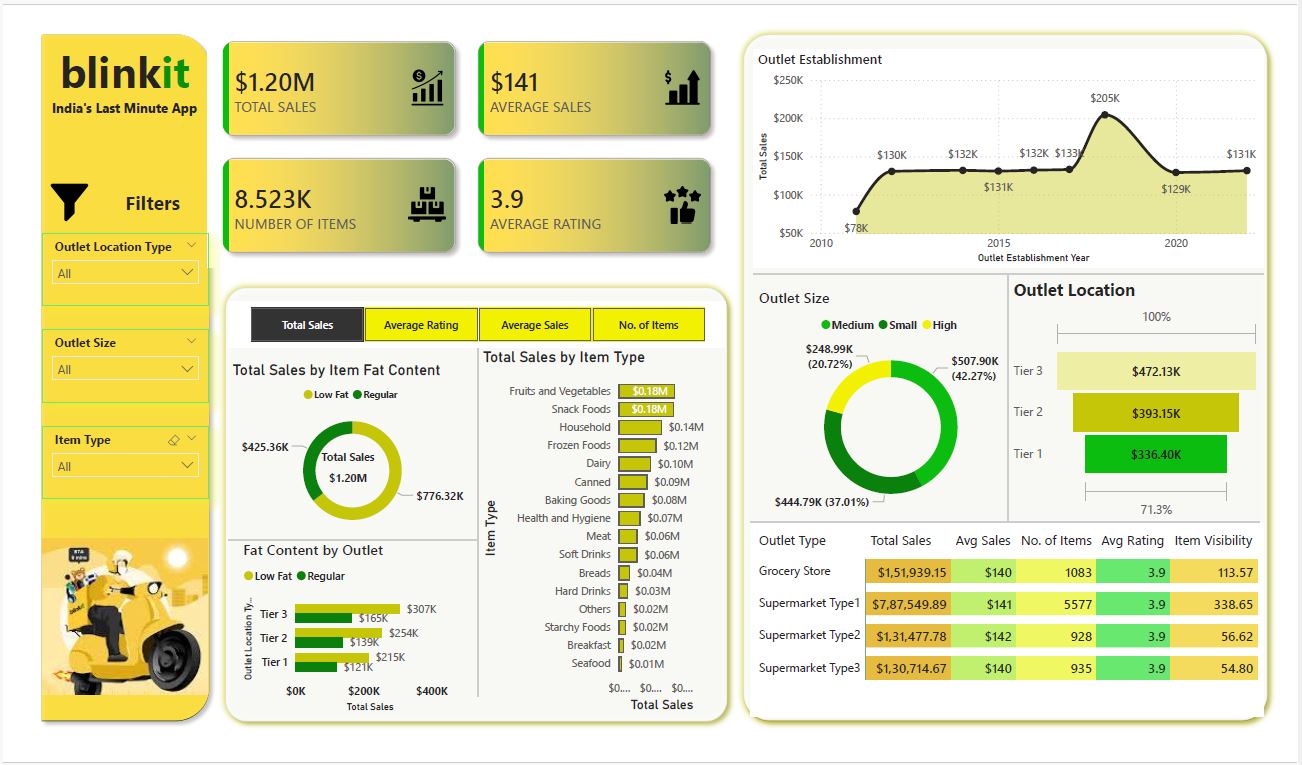 blinkit
India's Last Minute App
Filters
Outlet Location Type
All
Outlet Size
All
Item Type
All
blinkit
$1.20M
TOTAL SALES
$141
AVERAGE SALES
8.523K
NUMBER OF ITEMS
3.9
AVERAGE RATING
Total Sales
Average Rating
Average Sales
No. of Items
Total Sales by Item Fat Content
Low Fat Regular
$425.36K
Total Sales
$1.20M
$776.32K
Fat Content by Outlet
Low Fat Regular
Outlet Location Ty...
Tier 3 $307K
$165K
Tier 2 $254K
$139K
Tier 1 $215K
$121K
$0K $200K $400K
Total Sales
Total Sales by Item Type
Item Type
Fruits and Vegetables $0.18M
Snack Foods $0.18M
Household $0.14M
Frozen Foods $0.12M
Dairy $0.10M
Canned $0.09M
Baking Goods $0.08M
Health and Hygiene $0.07M
Meat $0.06M
Soft Drinks $0.06M
Breads $0.04M
Hard Drinks $0.03M
Others $0.02M
Starchy Foods $0.02M
Breakfast $0.02M
Seafood $0.01M
$0.... $0.... $0....
Total Sales
Outlet Establishment
Total Sales
$250K
$200K
$150K
$100K
$50K
$78K
$130K
$132K
$131K
$132K
$133K
$205K
$129K
$131K
2010 2015 2020
Outlet Establishment Year
Outlet Size
Medium Small High
$248.99K
(20.72%)
$507.90K
(42.27%)
$444.79K (37.01%)
Outlet Location
100%
Tier 3 $472.13K
Tier 2 $393.15K
Tier 1 $336.40K
71.3%
Outlet Type Total Sales Avg Sales No. of Items Avg Rating Item Visibility
Grocery Store $1,51,939.15 $140 1083 3.9 113.57
Supermarket Type1 $7,87,549.89 $141 5577 3.9 338.65
Supermarket Type2 $1,31,477.78 $142 928 3.9 56.62
Supermarket Type3 $1,30,714.67 $140 935 3.9 54.80